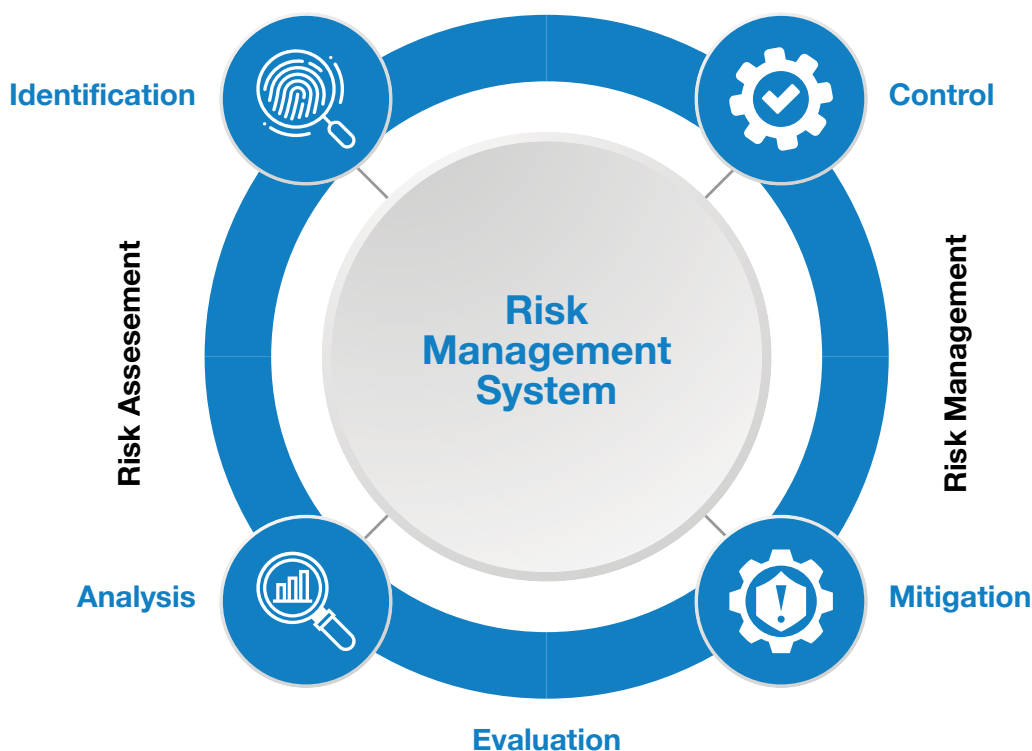 Identification
Control
Risk Assesement
Risk
Management
System
Risk Management
Analysis
Mitigation
Evaluation